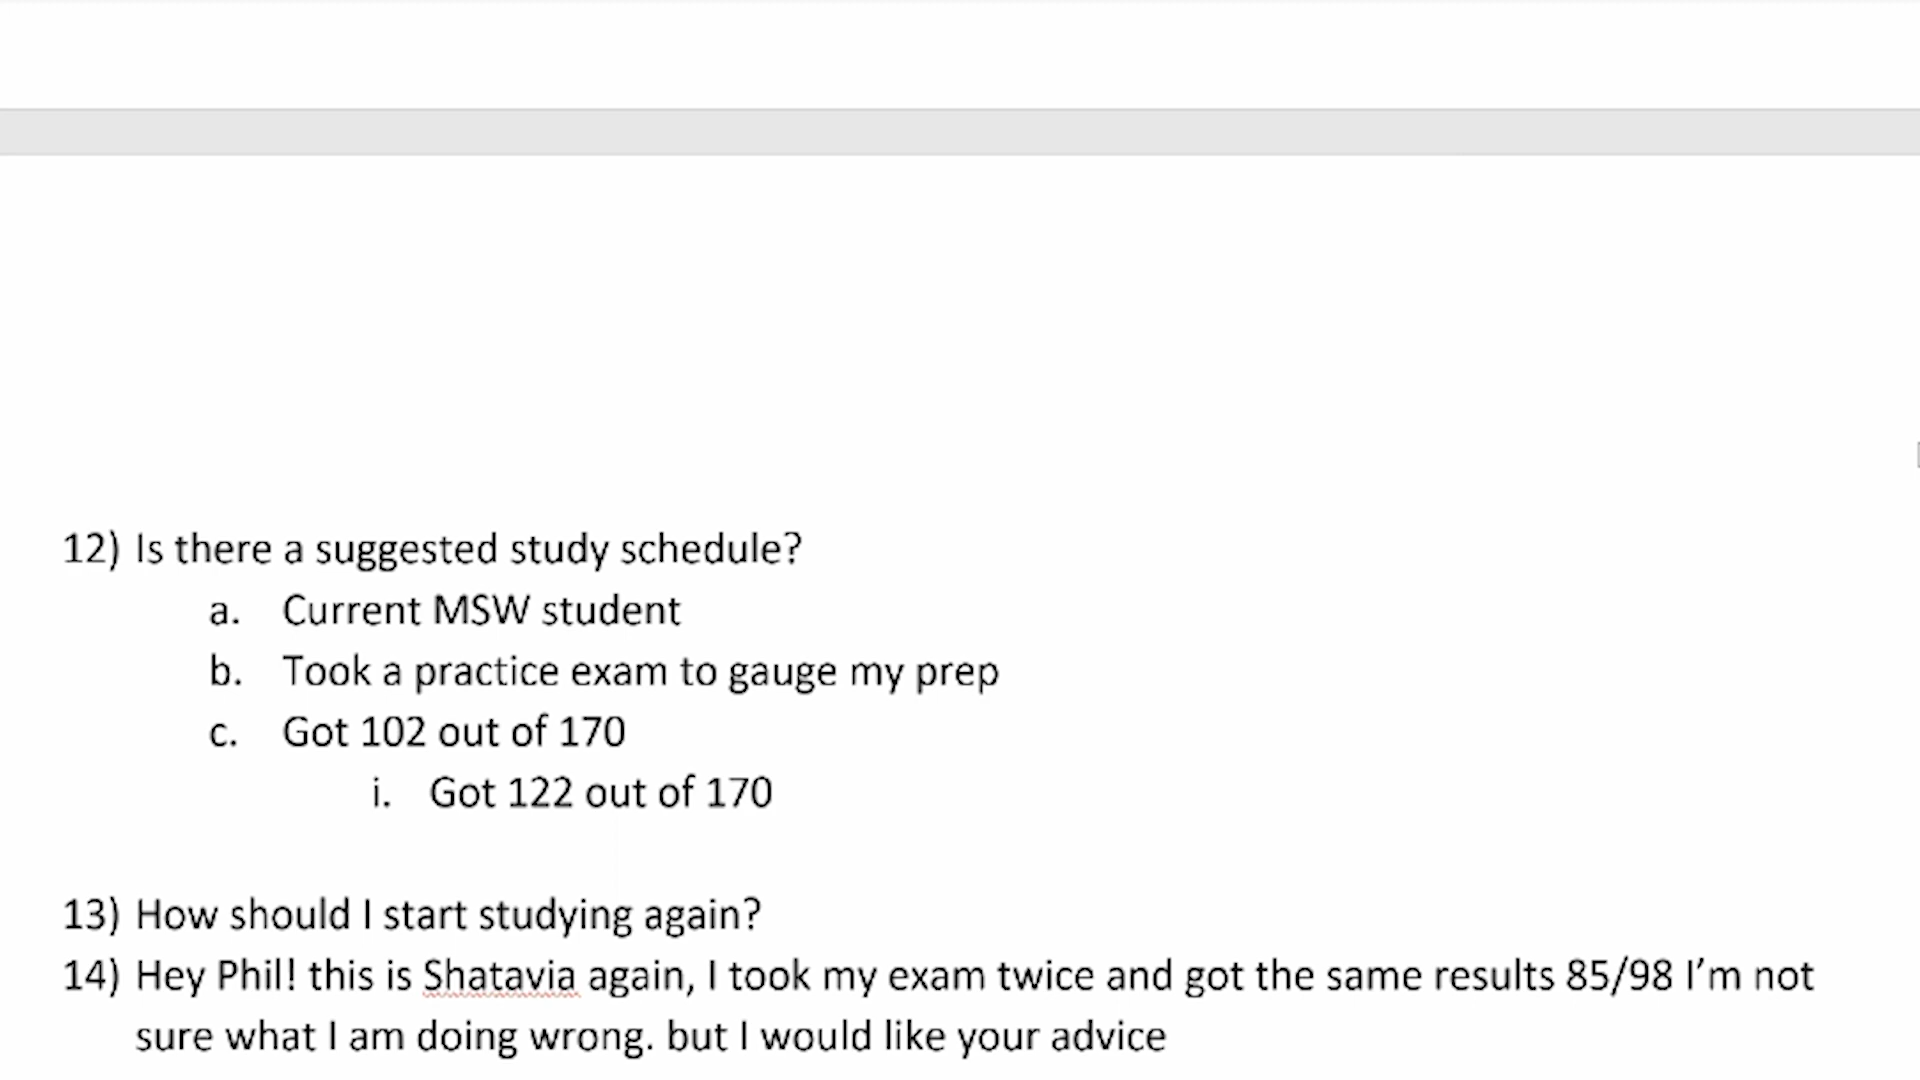 12) Is there a suggested study schedule?
a. Current MSW student
b. Took a practice exam to gauge my prep
c. Got 102 out of 170
i. Got 122 out of 170
13) How should I start studying again?
14) Hey Phil! this is Shatavia again, I took my exam twice and got the same results 85/98 I’m not
sure what I am doing wrong. but I would like your advice